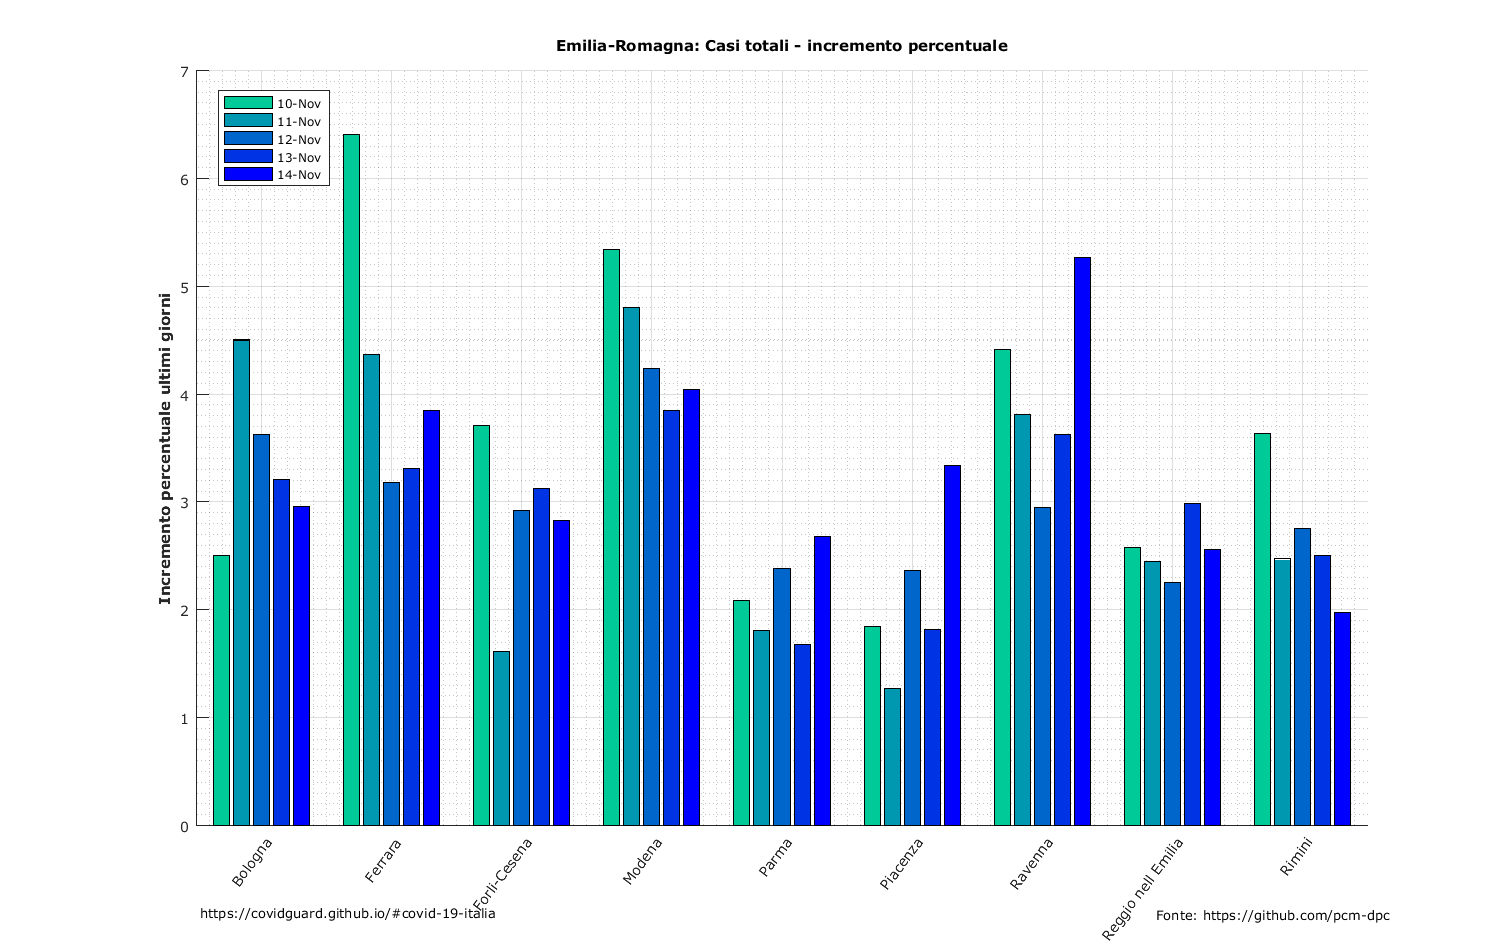 Emilia-Romagna: Casi totali - incremento percentuale
Incremento percentuale ultimi giorni
7
6
5
4
3
2
1
0
10-Nov
11-Nov
12-Nov
13-Nov
14-Nov
Bologna
Ferrara
Forlì-Cesena
Modena
Parma
Piacenza
Ravenna
Reggio nell Emilia
Rimini
https://covidguard.github.io/#covid-19-italia
Fonte: https://github.com/pcm-dpc